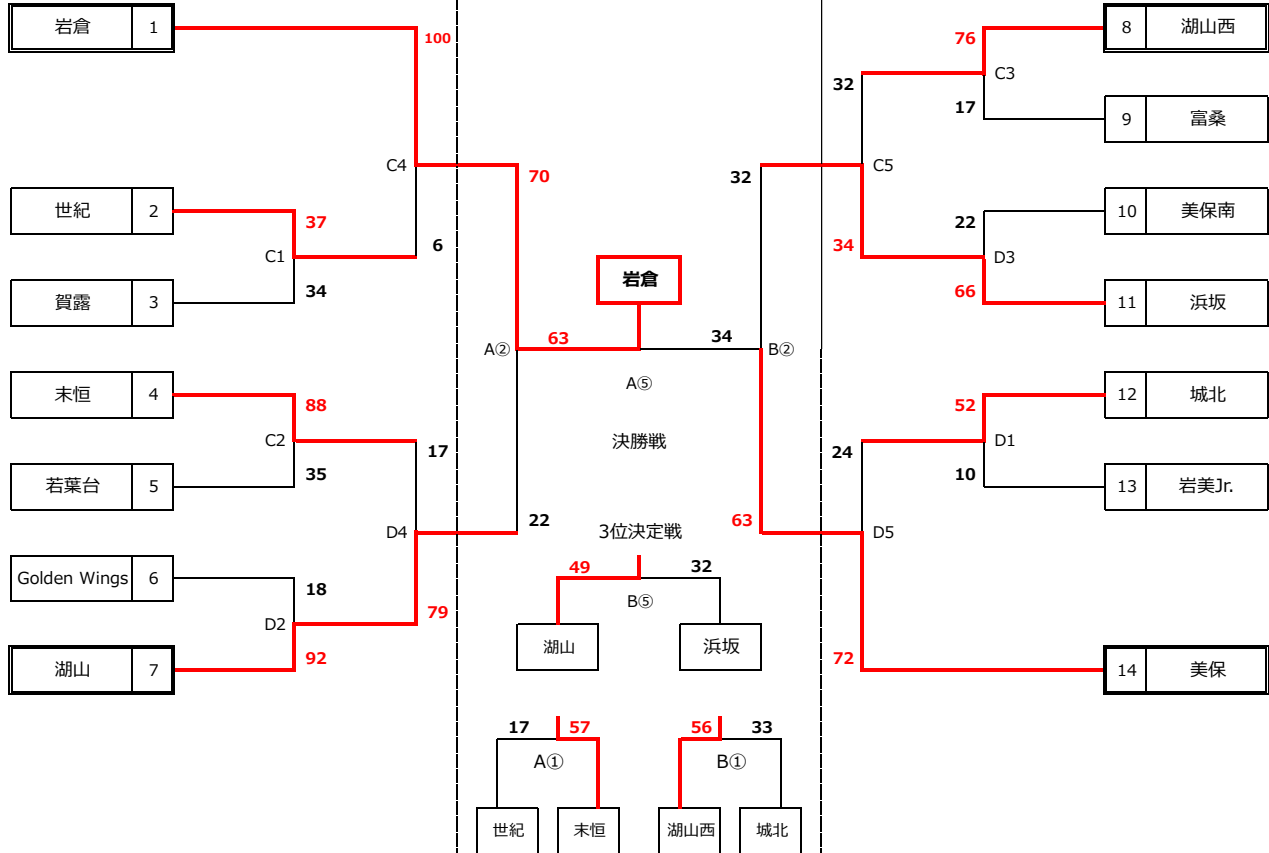 岩倉 1
100
76
8 湖山西
32
C3
17
9 富桑
C4
C5
70
32
世紀 2
37
22
10 美保南
6
34
C1
D3
岩倉
賀露 3
34
66
11 浜坂
63
34
A②
B②
A⑤
末恒 4
88
52
12 城北
C2
17
決勝戦
24
D1
若葉台 5
35
10
13 岩美Jr.
22
63
D4
3位決定戦
D5
49
32
Golden Wings 6
18
B⑤
79
D2
湖山
浜坂
湖山 7
92
72
14 美保
17
57
56
33
A①
B①
世紀
末恒
湖山西
城北